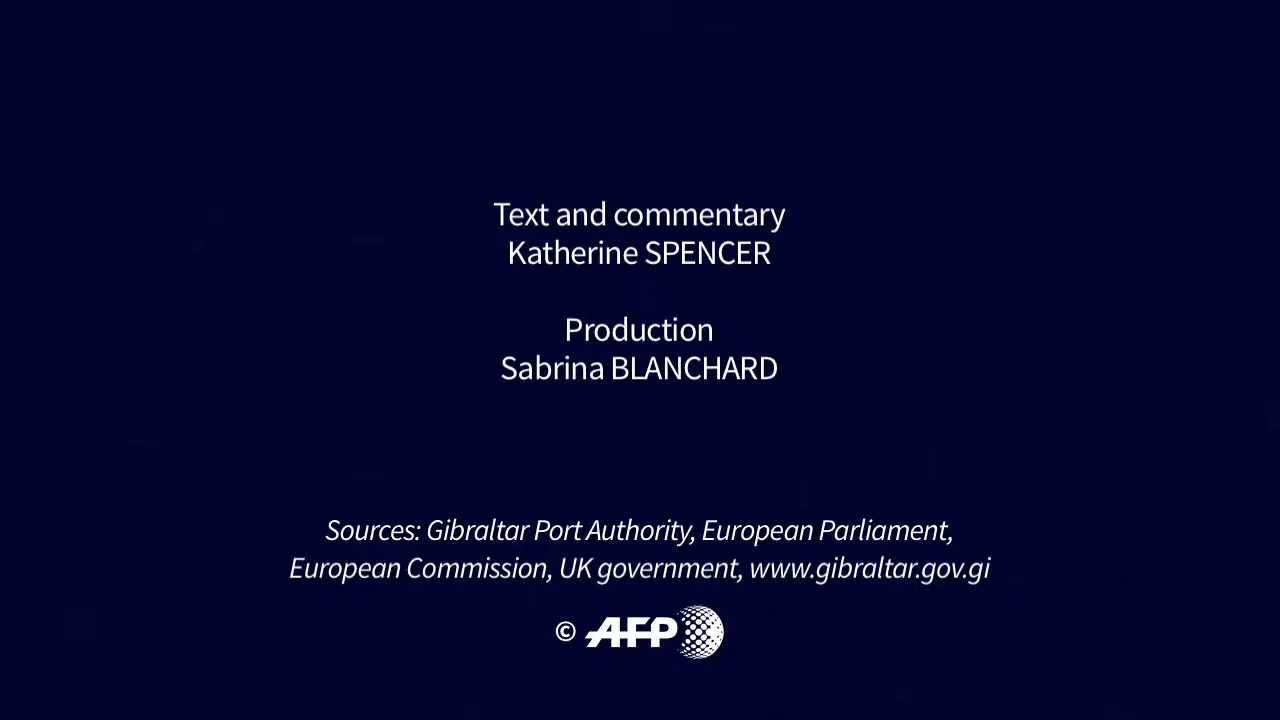 Text and commentary
Katherine SPENCER
Production
Sabrina BLANCHARD
Sources: Gibraltar Port Authority, European Parliament,
European Commission, UK government, www.gibraltar.gov.gi
© AFP